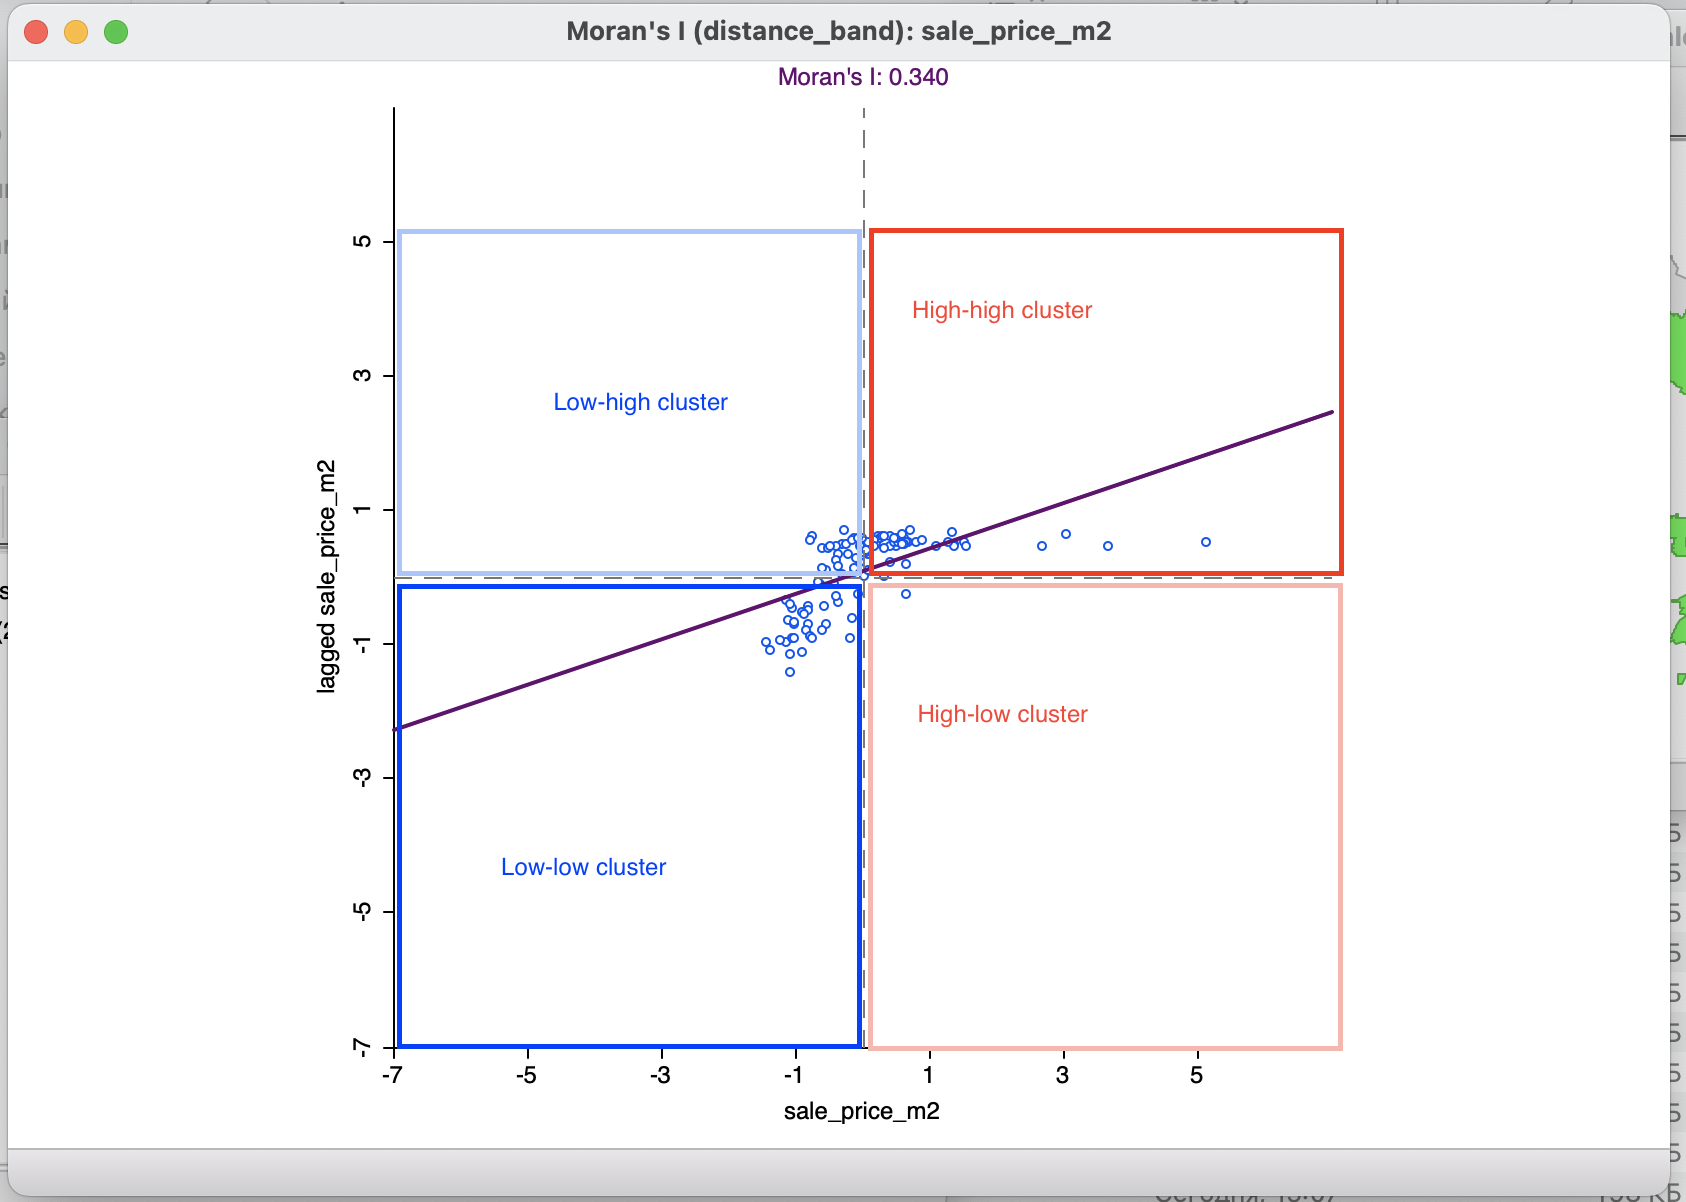 Moran's I (distance_band): sale_price_m2
Moran's I: 0.340
5
3
1
-1
-3
-5
-7
lagged sale_price_m2
Low-high cluster
High-high cluster
Low-low cluster
High-low cluster
-7
-5
-3
-1
1
3
5
sale_price_m2